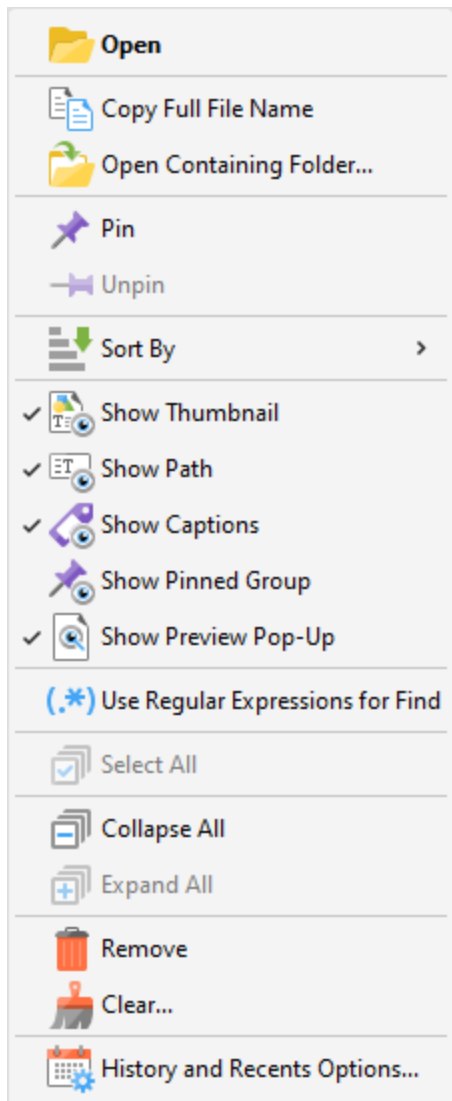 Open
Copy Full File Name
Open Containing Folder...
Pin
Unpin
Sort By
Show Thumbnail
Show Path
Show Captions
Show Pinned Group
Show Preview Pop-Up
(.*) Use Regular Expressions for Find
Select All
Collapse All
Expand All
Remove
Clear...
History and Recents Options...